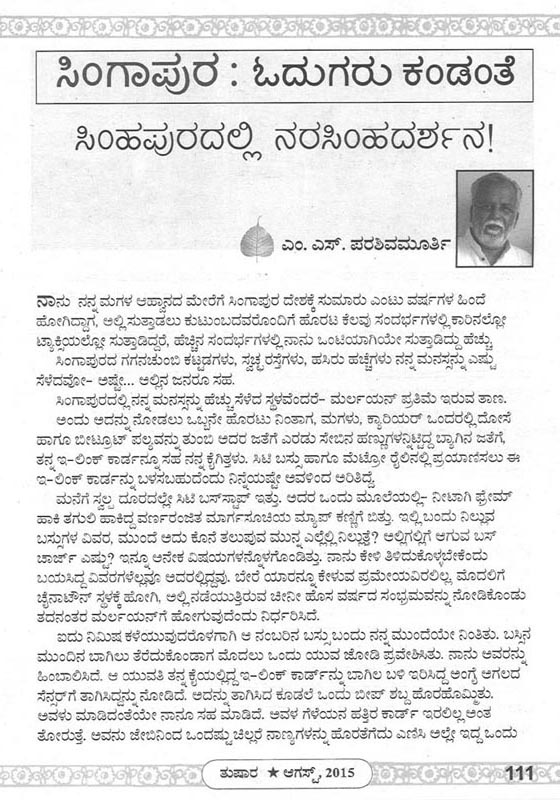 ಸಿಂಗಾಪುರ : ಓದುಗರು ಕಂಡಂತೆ
ಸಿಂಹಪುರದಲ್ಲಿ ನರಸಿಂಹದರ್ಶನ!
ಎಂ. ಎಸ್. ಪರಶಿವಮೂರ್ತಿ
ನಾನು ನನ್ನ ಮಗಳ ಆಹ್ವಾನದ ಮೇರೆಗೆ ಸಿಂಗಾಪುರ ದೇಶಕ್ಕೆ ಸುಮಾರು ಎಂಟು ವರ್ಷಗಳ ಹಿಂದೆ
ಹೋಗಿದ್ದಾಗ, ಅಲ್ಲಿ ಸುತ್ತಾಡಲು ಕುಟುಂಬದವರೊಂದಿಗೆ ಹೊರಟ ಕೆಲವು ಸಂದರ್ಭಗಳಲ್ಲಿ ಕಾರಿನಲ್ಲೋ
ಟ್ಯಾಕ್ಸಿಯಲ್ಲೋ ಸುತ್ತಾಡಿದ್ದರೆ, ಹೆಚ್ಚಿನ ಸಂದರ್ಭಗಳಲ್ಲಿ ನಾನು ಒಂಟಿಯಾಗಿಯೇ ಸುತ್ತಾಡಿದ್ದು ಹೆಚ್ಚು.
ಸಿಂಗಾಪುರದ ಗಗನಚುಂಬಿ ಕಟ್ಟಡಗಳು, ಸ್ವಚ್ಛ ರಸ್ತೆಗಳು, ಹಸಿರು ಹಚ್ಚಿಗಳು ನನ್ನ ಮನಸ್ಸನ್ನು ಎಷ್ಟು
ಸೆಳೆದವೋ– ಅಷ್ಟೇ... ಅಲ್ಲಿನ ಜನರೂ ಸಹ.
ಸಿಂಗಾಪುರದಲ್ಲಿ ನನ್ನ ಮನಸ್ಸನ್ನು ಹೆಚ್ಚು ಸೆಳೆದ ಸ್ಥಳವೆಂದರೆ– ಮರ್ಲಯನ್ ಪ್ರತಿಮೆ ಇರುವ ತಾಣ.
ಅಂದು ಅದನ್ನು ನೋಡಲು ಒಬ್ಬನೇ ಹೊರಟು ನಿಂತಾಗ, ಮಗಳು, ಕ್ಯಾರಿಯರ್ ಒಂದರಲ್ಲಿ ದೋಸೆ
ಹಾಗೂ ಬೀಟ್ರೂಟ್ ಪಲ್ಯವನ್ನು ತುಂಬಿ ಅದರ ಜತೆಗೆ ಎರಡು ಸೇಬಿನ ಹಣ್ಣುಗಳನ್ನಿಟ್ಟಿದ್ದ ಬ್ಯಾಗಿನ ಜತೆಗೆ,
ತನ್ನ ಇ–ಲಿಂಕ್ ಕಾರ್ಡನ್ನೂ ಸಹ ನನ್ನ ಕೈಗಿತ್ತಳು. ಸಿಟಿ ಬಸ್ಸು ಹಾಗೂ ಮೆಟ್ರೋ ರೈಲಿನಲ್ಲಿ ಪ್ರಯಾಣಿಸಲು ಈ
ಇ–ಲಿಂಕ್ ಕಾರ್ಡನ್ನು ಬಳಸಬಹುದೆಂದು ನಿನ್ನೆಯಷ್ಟೇ ಅವಳಿಂದ ಅರಿತಿದ್ದೆ.
ಮನೆಗೆ ಸ್ವಲ್ಪ ದೂರದಲ್ಲೇ ಸಿಟಿ ಬಸ್‌ಸ್ಟಾಪ್ ಇತ್ತು. ಅದರ ಒಂದು ಮೂಲೆಯಲ್ಲಿ– ನೀಟಾಗಿ ಫ್ರೇಮ್
ಹಾಕಿ ತಗುಲಿ ಹಾಕಿದ್ದ ವರ್ಣರಂಜಿತ ಮಾರ್ಗಸೂಚಿಯ ಮ್ಯಾಪ್ ಕಣ್ಣಿಗೆ ಬಿತ್ತು. ಇಲ್ಲಿ ಬಂದು ನಿಲ್ಲುವ
ಬಸ್ಸುಗಳ ವಿವರ, ಮುಂದೆ ಅದು ಕೊನೆ ತಲುಪುವ ಮುನ್ನ ಎಲ್ಲೆಲ್ಲಿ ನಿಲ್ಲುತ್ತೆ? ಅಲ್ಲಿಗಲ್ಲಿಗೆ ಆಗುವ ಬಸ್
ಚಾರ್ಜ್ ಎಷ್ಟು? ಇನ್ನೂ ಅನೇಕ ವಿಷಯಗಳನ್ನೊಳಗೊಂಡಿತ್ತು. ನಾನು ಕೇಳಿ ತಿಳಿದುಕೊಳ್ಳಬೇಕೆಂದು
ಬಯಸಿದ್ದ ವಿವರಗಳೆಲ್ಲವೂ ಅದರಲ್ಲಿದ್ದವು. ಬೇರೆ ಯಾರನ್ನೂ ಕೇಳುವ ಪ್ರಮೇಯವಿರಲಿಲ್ಲ. ಮೊದಲಿಗೆ
ಚೈನಾಟೌನ್ ಸ್ಥಳಕ್ಕೆ ಹೋಗಿ, ಅಲ್ಲಿ ನಡೆಯುತ್ತಿರುವ ಚೀನೀ ಹೊಸ ವರ್ಷದ ಸಂಭ್ರಮವನ್ನು ನೋಡಿಕೊಂಡು
ತದನಂತರ ಮರ್ಲಯನ್‌ಗೆ ಹೋಗುವುದೆಂದು ನಿರ್ಧರಿಸಿದೆ.
ಐದು ನಿಮಿಷ ಕಳೆಯುವುದರೊಳಗಾಗಿ ಆ ನಂಬರಿನ ಬಸ್ಸು ಬಂದು ನನ್ನ ಮುಂದೆಯೇ ನಿಂತಿತು. ಬಸ್ಸಿನ
ಮುಂದಿನ ಬಾಗಿಲು ತೆರೆದುಕೊಂಡಾಗ ಮೊದಲು ಒಂದು ಯುವ ಜೋಡಿ ಪ್ರವೇಶಿಸಿತು. ನಾನು ಅವರನ್ನು
ಹಿಂಬಾಲಿಸಿದೆ. ಆ ಯುವತಿ ತನ್ನ ಕೈಯಲ್ಲಿದ್ದ ಇ–ಲಿಂಕ್ ಕಾರ್ಡ್‌ನ್ನು ಬಾಗಿಲ ಬಳಿ ಇರಿಸಿದ್ದ ಅಂಗೈ ಅಗಲದ
ಸೆನ್ಸರ್‌ಗೆ ತಾಗಿಸಿದ್ದನ್ನು ನೋಡಿದೆ. ಅದನ್ನು ತಾಗಿಸಿದ ಕೂಡಲೆ ಒಂದು ಬೀಪ್ ಶಬ್ದ ಹೊರಹೊಮ್ಮಿತು.
ಅವಳು ಮಾಡಿದಂತೆಯೇ ನಾನೂ ಸಹ ಮಾಡಿದೆ. ಅವಳ ಗೆಳೆಯನ ಹತ್ತಿರ ಕಾರ್ಡ್ ಇರಲಿಲ್ಲ ಅಂತ
ತೋರುತ್ತೆ. ಅವನು ಜೇಬಿನಿಂದ ಒಂದಷ್ಟು ಚಿಲ್ಲರೆ ನಾಣ್ಯಗಳನ್ನು ಹೊರತೆಗೆದು ಎಣಿಸಿ ಅಲ್ಲೇ ಇದ್ದ ಒಂದು
ತುಷಾರ ★ ಆಗಸ್ಟ್, 2015
111